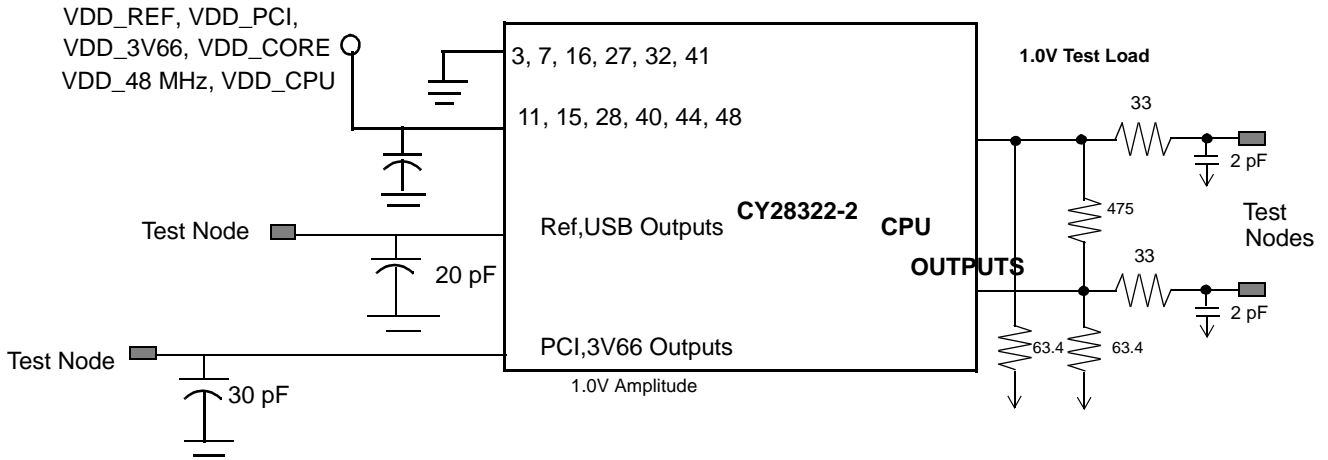 VDD_REF, VDD_PCI,
VDD_3V66, VDD_CORE
VDD_48 MHz, VDD_CPU
3, 7, 16, 27, 32, 41
11, 15, 28, 40, 44, 48
1.0V Test Load
33
2 pF
475
Test Node
20 pF
Ref,USB Outputs
CY28322-2
CPU
OUTPUTS
Test
Nodes
33
2 pF
63.4
63.4
Test Node
30 pF
PCI,3V66 Outputs
1.0V Amplitude